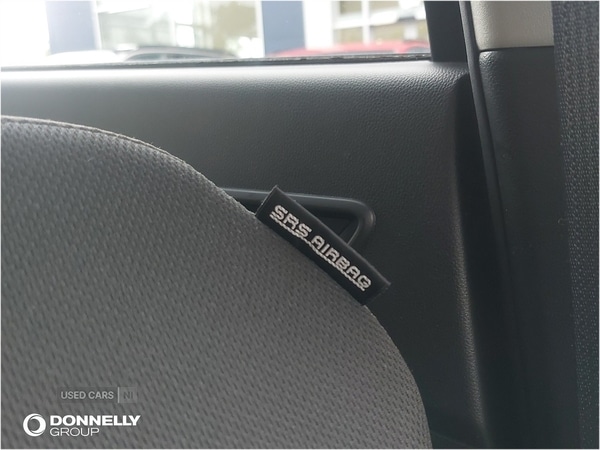 SRS AIRBAG
USED CARS NI
DONNELLY
GROUP